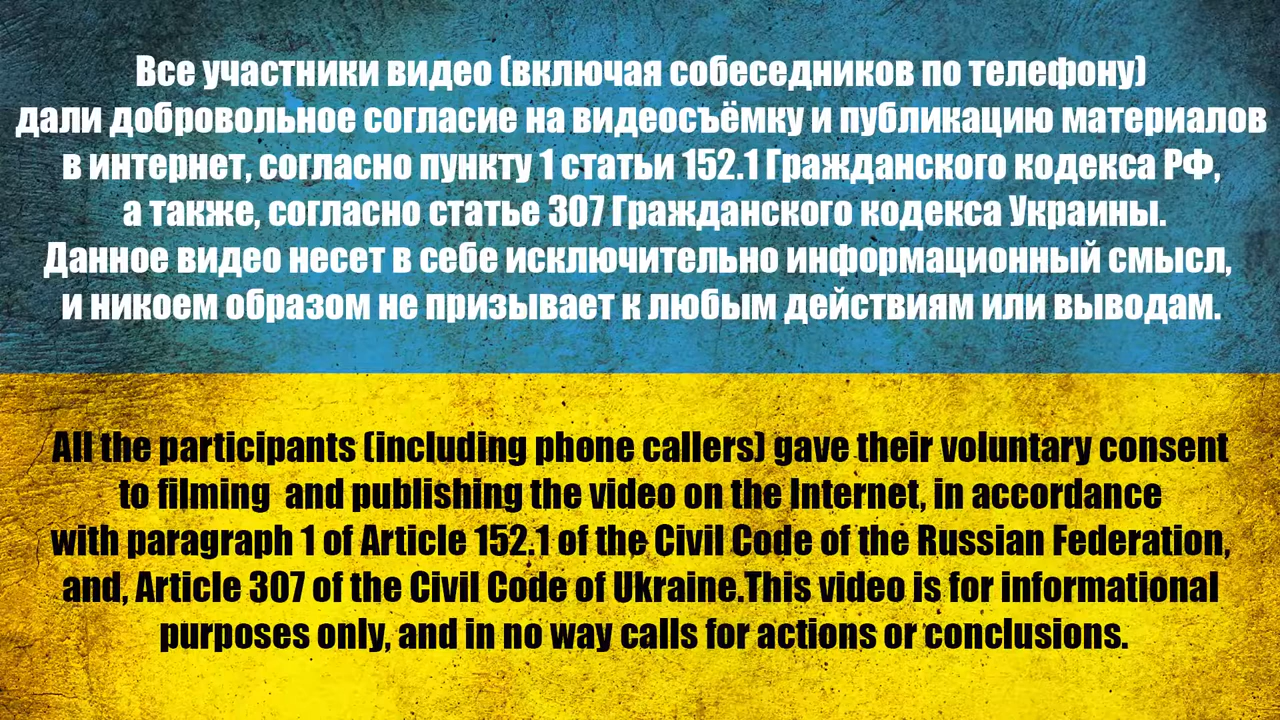 Все участники видео (включая собеседников по телефону)
дали добровольное согласие на видеосъёмку и публикацию материалов
в интернет, согласно пункту 1 статьи 152.1 Гражданского кодекса РФ,
а также, согласно статье 307 Гражданского кодекса Украины.
Данное видео несет в себе исключительно информационный смысл,
и никоем образом не призывает к любым действиям или выводам.
All the participants (including phone callers) gave their voluntary consent
to filming  and publishing the video on the Internet, in accordance
with paragraph 1 of Article 152.1 of the Civil Code of the Russian Federation,
and, Article 307 of the Civil Code of Ukraine.This video is for informational
purposes only, and in no way calls for actions or conclusions.